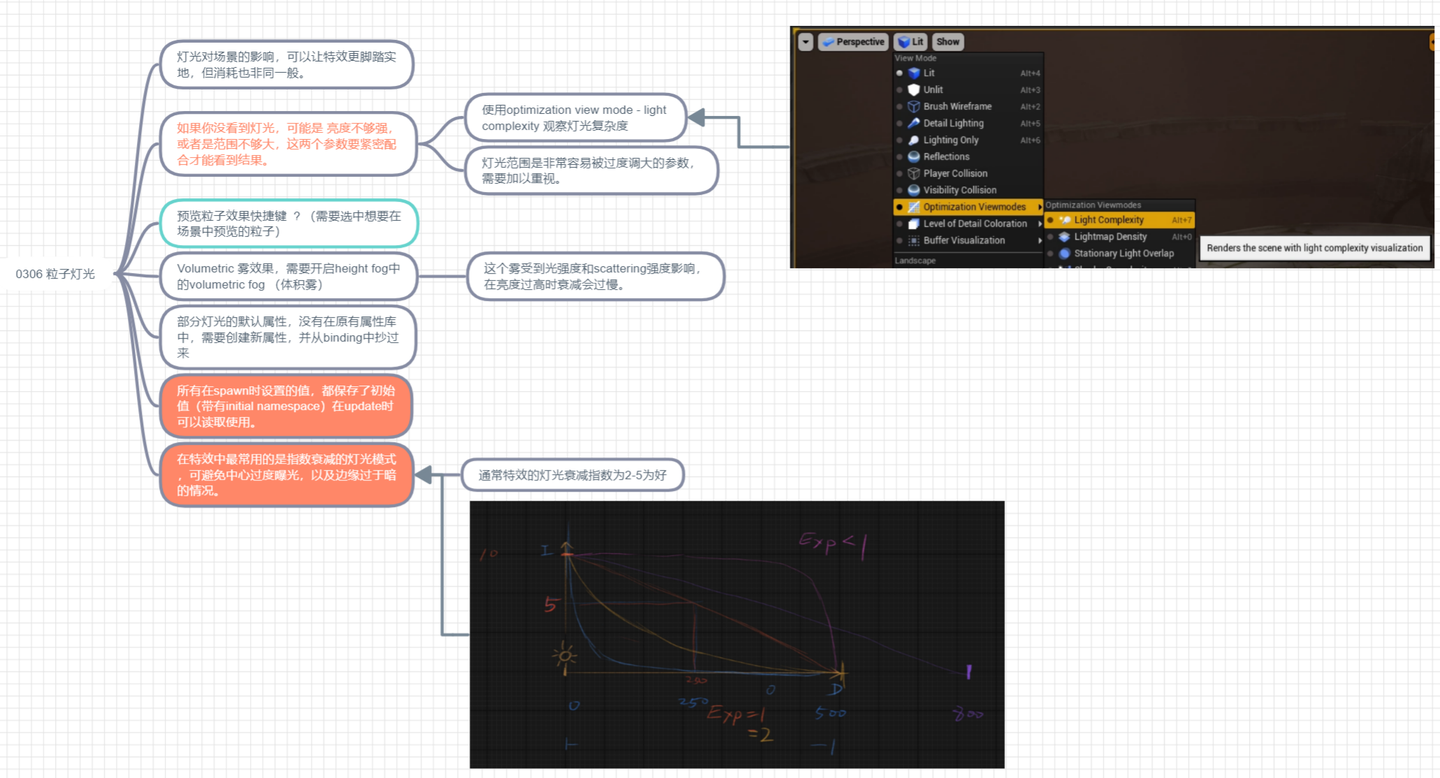 0306 粒子灯光
灯光对场景的影响，可以让特效更脚踏实
地，但消耗也非同一般。
如果你没看到灯光，可能是 亮度不够强，
或者是范围不够大，这两个参数要紧密配
合才能看到结果。
使用optimization view mode - light
complexity 观察灯光复杂度
灯光范围是非常容易被过度调大的参数，
需要加以重视。
预览粒子效果快捷键 ？（需要选中想要在
场景中预览的粒子）
Volumetric 雾效果，需要开启height fog中
的volumetric fog （体积雾）
这个雾受到光强度和scattering强度影响，
在亮度过高时衰减会过慢。
部分灯光的默认属性，没有在原有属性库
中，需要创建新属性，并从binding中抄过
来
所有在spawn时设置的值，都保存了初始
值（带有initial namespace）在update时
可以读取使用。
在特效中最常用的是指数衰减的灯光模式
，可避免中心过度曝光，以及边缘过于暗
的情况。
通常特效的灯光衰减指数为2-5为好
Perspective Lit Show
View Mode
Lit Alt+4
Unlit Alt+3
Brush Wireframe Alt+2
Detail Lighting Alt+5
Lighting Only Alt+6
Reflections
Player Collision
Visibility Collision
Optimization Viewmodes
Level of Detail Coloration
Buffer Visualization
Landscape
Optimization Viewmodes
Light Complexity Alt+7
Lightmap Density Alt+0
Stationary Light Overlap
Renders the scene with light complexity visualization
Exp<1
10 I
5
250
0 250 0 D
Exp=1 500 800
=2
-1